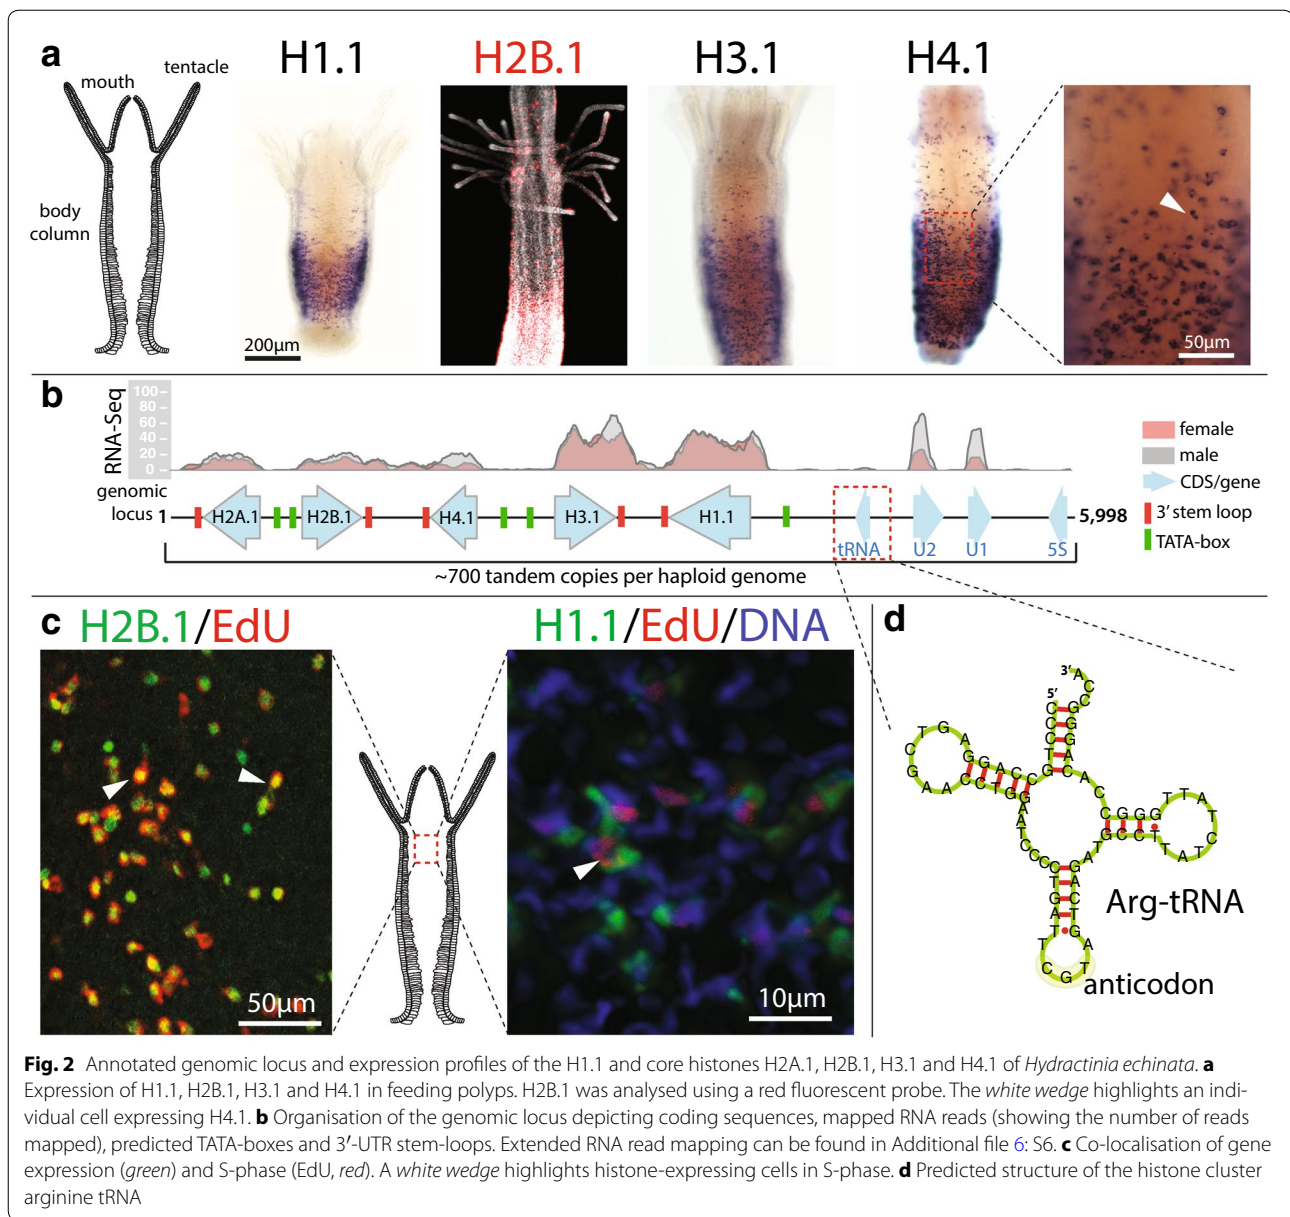 a
H1.1
H2B.1
H3.1
H4.1
tentacle
mouth
body
column
200µm
50µm
b
RNA-Seq
100
80
60
40
20
0
female
male
CDS/gene
3' stem loop
TATA-box
genomic
locus 1
H2A.1
H2B.1
H4.1
H3.1
H1.1
tRNA
U2
U1
5S
5,998
~700 tandem copies per haploid genome
c
H2B.1/EdU
H1.1/EdU/DNA
50µm
10µm
d
3'
5'
Arg-tRNA
anticodon
Fig. 2 Annotated genomic locus and expression profiles of the H1.1 and core histones H2A.1, H2B.1, H3.1 and H4.1 of Hydractinia echinata. a
Expression of H1.1, H2B.1, H3.1 and H4.1 in feeding polyps. H2B.1 was analysed using a red fluorescent probe. The white wedge highlights an indi-
vidual cell expressing H4.1. b Organisation of the genomic locus depicting coding sequences, mapped RNA reads (showing the number of reads
mapped), predicted TATA-boxes and 3′-UTR stem-loops. Extended RNA read mapping can be found in Additional file 6: S6. c Co-localisation of gene
expression (green) and S-phase (EdU, red). A white wedge highlights histone-expressing cells in S-phase. d Predicted structure of the histone cluster
arginine tRNA